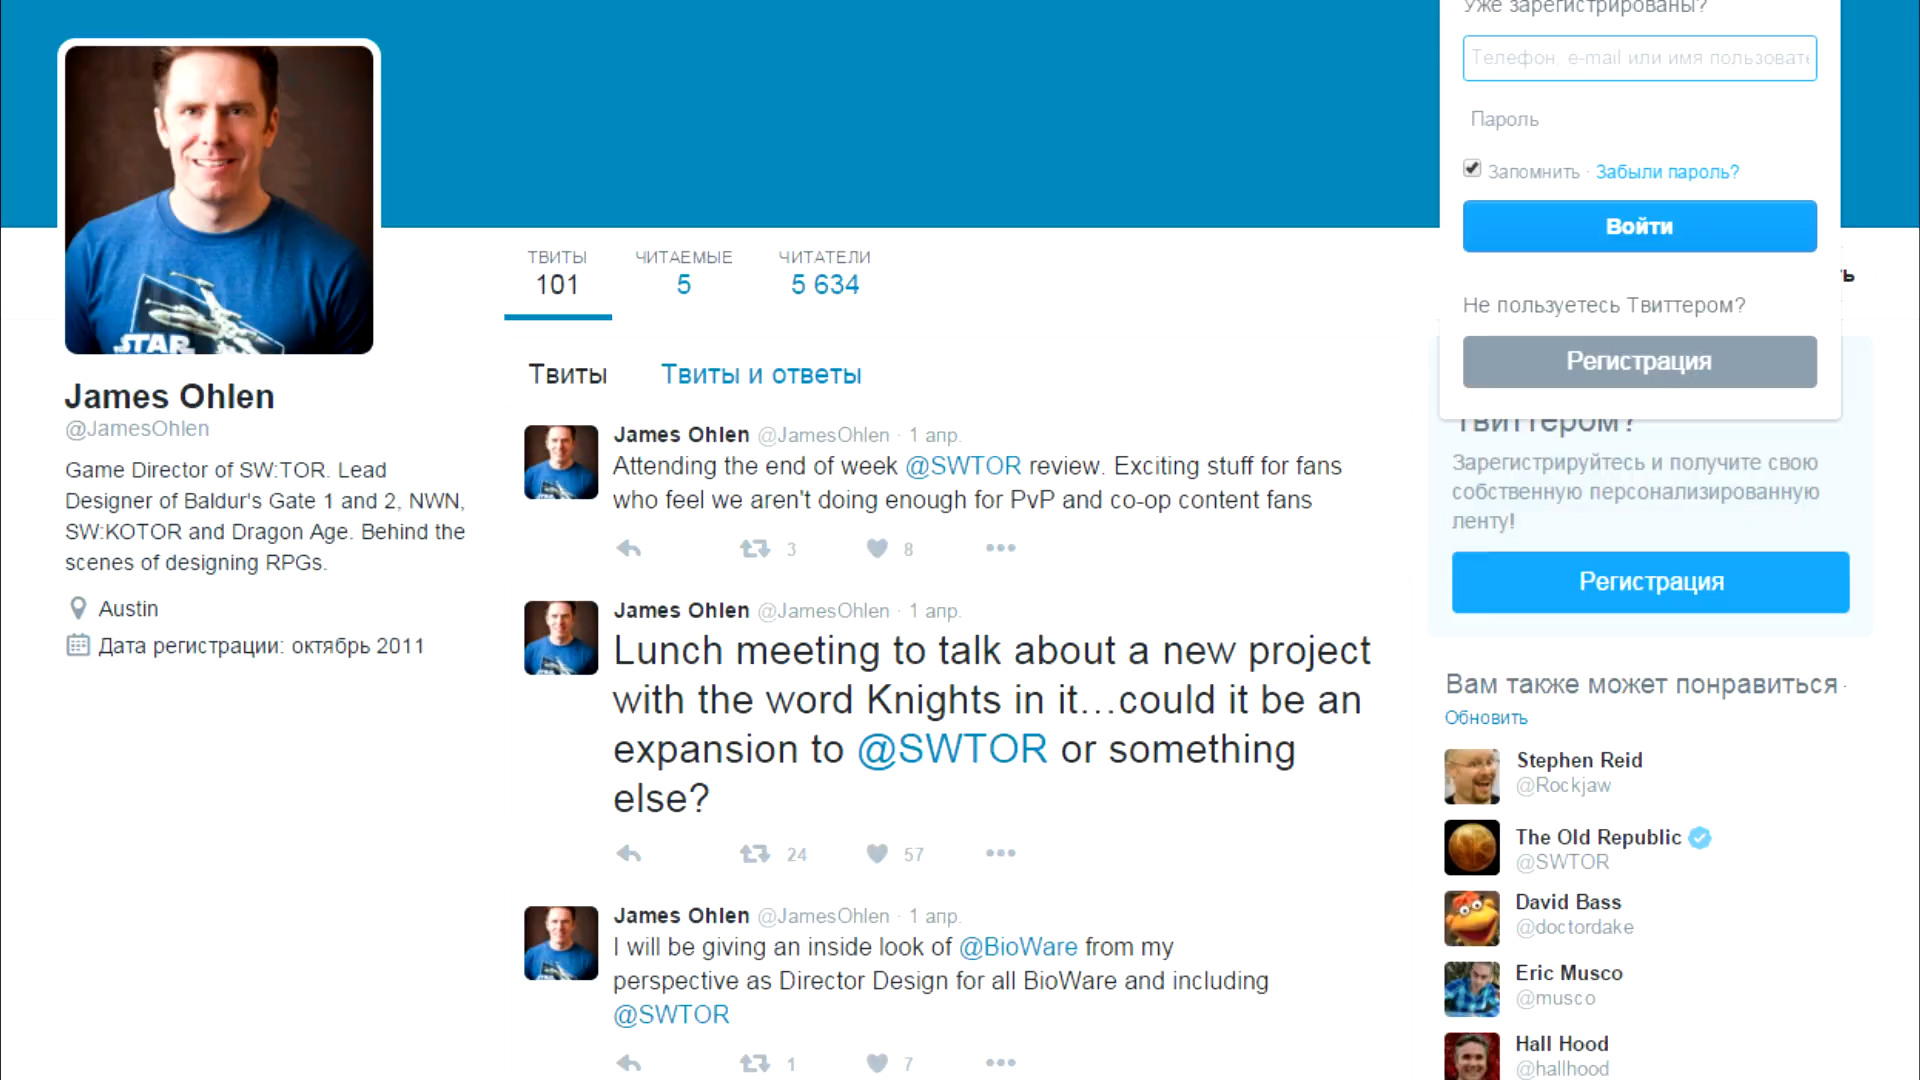 Уже зарегистрированы?
Телефон, e-mail или имя пользовате
Пароль
Запомнить · Забыли пароль?
Войти
Не пользуетесь Твиттером?
Регистрация
STAR
James Ohlen
@JamesOhlen
Game Director of SW:TOR. Lead
Designer of Baldur's Gate 1 and 2, NWN,
SW:KOTOR and Dragon Age. Behind the
scenes of designing RPGs.
Austin
Дата регистрации: октябрь 2011
ТВИТЫ
101
ЧИТАЕМЫЕ
5
ЧИТАТЕЛИ
5 634
Твиты
Твиты и ответы
James Ohlen @JamesOhlen · 1 апр.
Attending the end of week @SWTOR review. Exciting stuff for fans
who feel we aren't doing enough for PvP and co-op content fans
3
8
James Ohlen @JamesOhlen · 1 апр.
Lunch meeting to talk about a new project
with the word Knights in it...could it be an
expansion to @SWTOR or something
else?
24
57
James Ohlen @JamesOhlen · 1 апр.
I will be giving an inside look of @BioWare from my
perspective as Director Design for all BioWare and including
@SWTOR
1
7
Твиттером?
Зарегистрируйтесь и получите свою
собственную персонализированную
ленту!
Регистрация
Вам также может понравиться ·
Обновить
Stephen Reid
@Rockjaw
The Old Republic
@SWTOR
David Bass
@doctordake
Eric Musco
@musco
Hall Hood
@hallhood